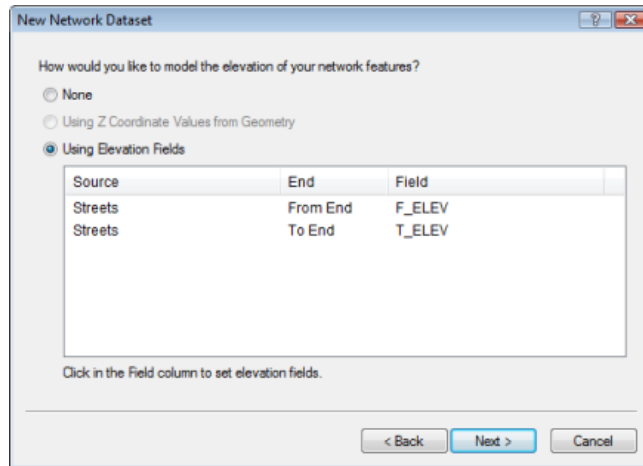 New Network Dataset
How would you like to model the elevation of your network features?
None
Using Z Coordinate Values from Geometry
Using Elevation Fields
Source End Field
Streets From End F_ELEV
Streets To End T_ELEV
Click in the Field column to set elevation fields.
< Back Next > Cancel